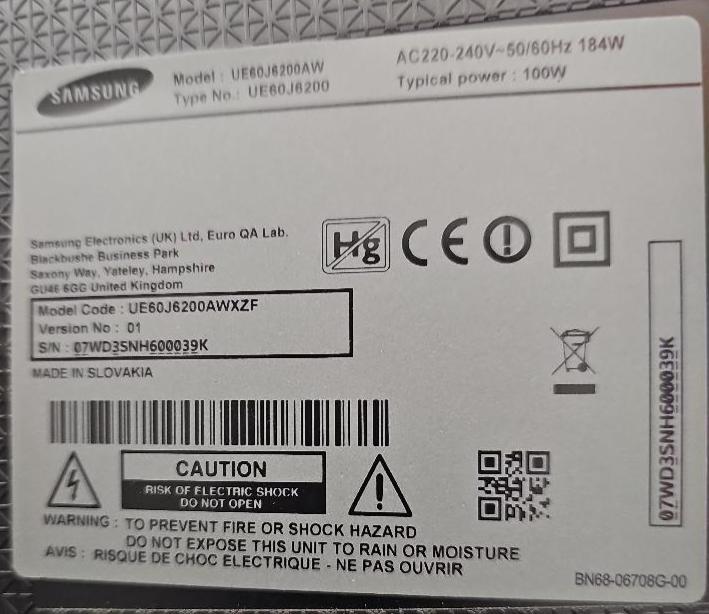 SAMSUNG
Model : UE60J6200AW
Type No. : UE60J6200
AC220-240V~50/60Hz 184W
Typical power : 100W
Samsung Electronics (UK) Ltd, Euro QA Lab.
Blackbushe Business Park
Saxony Way, Yateley, Hampshire
GU46 6GG United Kingdom
Hg
CE
Model Code : UE60J6200AWXZF
Version No : 01
S/N : 07WD3SNH600039K
MADE IN SLOVAKIA
07WD3SNH600039K
CAUTION
RISK OF ELECTRIC SHOCK
DO NOT OPEN
WARNING : TO PREVENT FIRE OR SHOCK HAZARD
DO NOT EXPOSE THIS UNIT TO RAIN OR MOISTURE
AVIS : RISQUE DE CHOC ELECTRIQUE - NE PAS OUVRIR
BN68-06708G-00